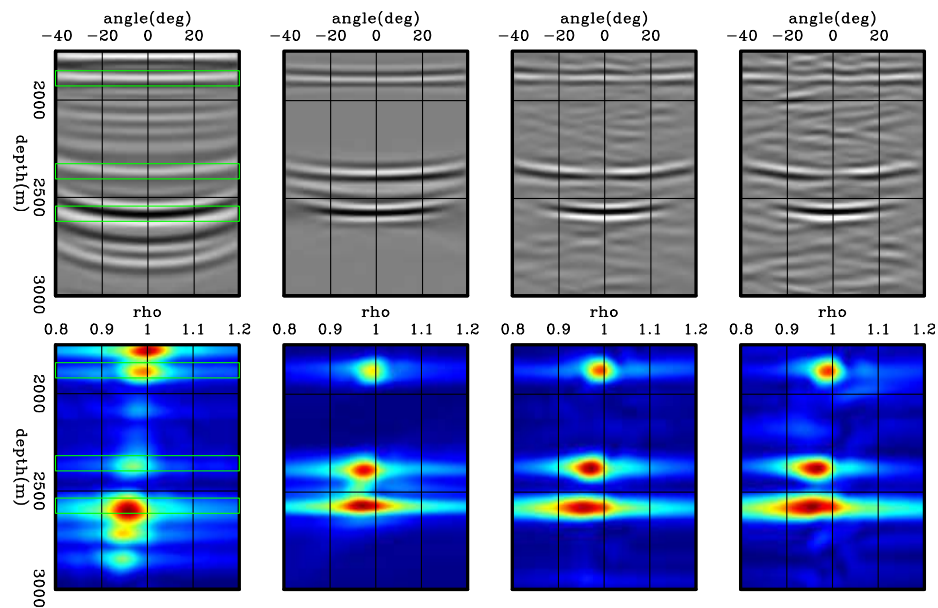 angle(deg) angle(deg) angle(deg) angle(deg)
−40 −20 0 20 −40 −20 0 20 −40 −20 0 20 −40 −20 0 20
2000
depth(m)
2500
3000
rho rho rho rho
0.8 0.9 1 1.1 1.2 0.8 0.9 1 1.1 1.2 0.8 0.9 1 1.1 1.2 0.8 0.9 1 1.1 1.2
2000
depth(m)
2500
3000